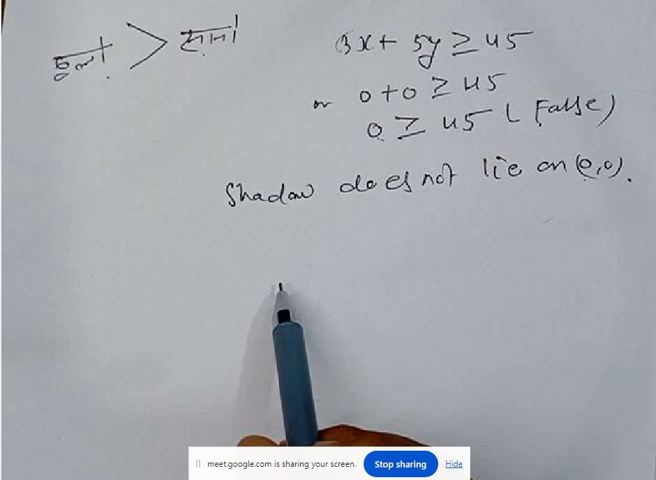 ठूलो > सानो
3x + 5y ≥ 45
or 0 + 0 ≥ 45
0 ≥ 45 ( False)
Shadow does not lie on (0,0).
meet.google.com is sharing your screen. Stop sharing Hide